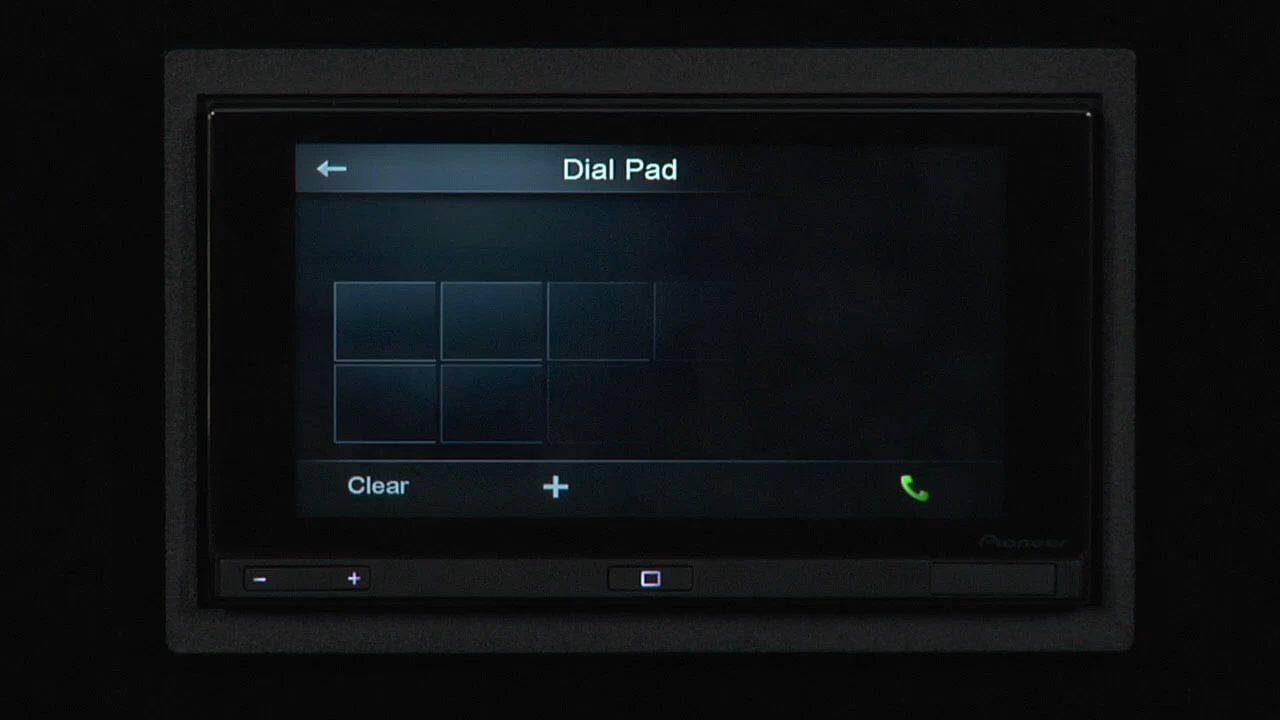 Dial Pad
Clear +
Pioneer
- +